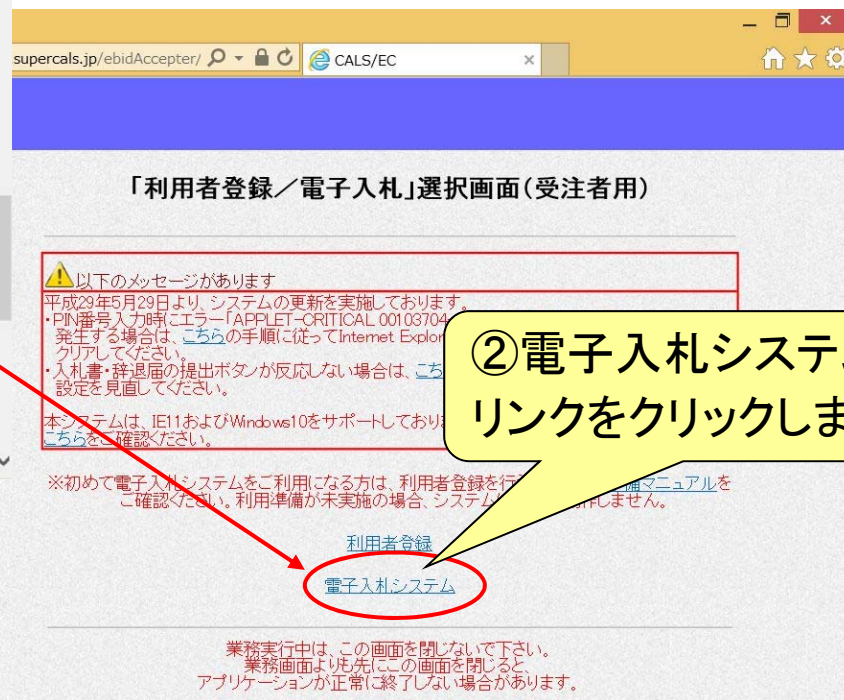 supercals.jp/ebidAccepter/
CALS/EC
「利用者登録／電子入札」選択画面(受注者用)
以下のメッセージがあります
平成29年5月29日より、システムの更新を実施しております。
・PIN番号入力時にエラー「APPLET-CRITICAL 00103704
発生する場合は、こちらの手順に従ってInternet Explor
クリアしてください。
・入札書・辞退届の提出ボタンが反応しない場合は、こち
設定を見直してください。
本システムは、IE11およびWindows10をサポートしており
こちらをご確認ください。
②電子入札システ
リンクをクリックしま
※初めて電子入札システムをご利用になる方は、利用者登録を行 マニュアルを
ご確認ください。利用準備が未実施の場合、システム しません。
利用者登録
電子入札システム
業務実行中は、この画面を閉じないで下さい。
業務画面よりも先にこの画面を閉じると、
アプリケーションが正常に終了しない場合があります。